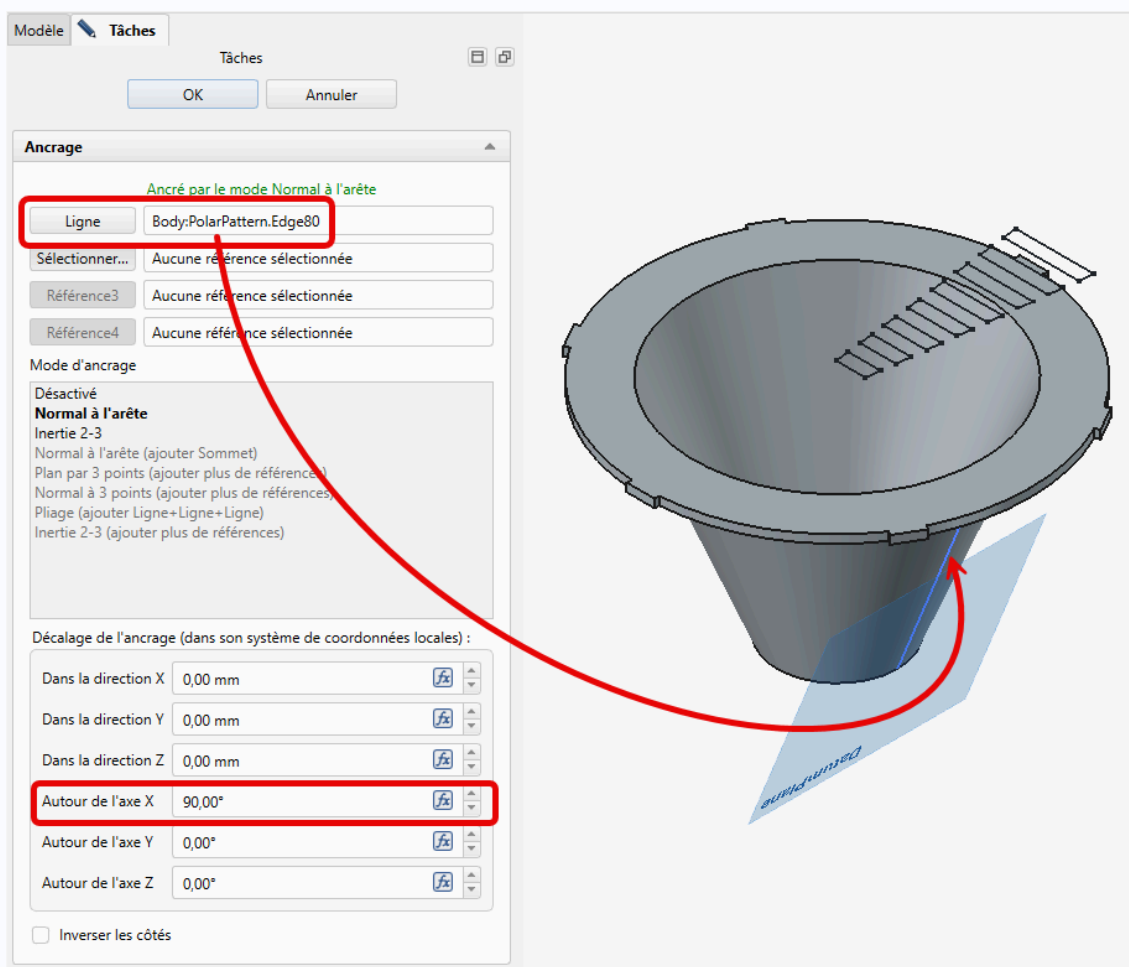 Modèle Tâches
Tâches
OK Annuler
Ancrage
Ancré par le mode Normal à l'arête
Ligne Body:PolarPattern.Edge80
Sélectionner... Aucune référence sélectionnée
Référence3 Aucune référence sélectionnée
Référence4 Aucune référence sélectionnée
Mode d'ancrage
Désactivé
Normal à l'arête
Inertie 2-3
Normal à l'arête (ajouter Sommet)
Plan par 3 points (ajouter plus de références)
Normal à 3 points (ajouter plus de références)
Pliage (ajouter Ligne+Ligne+Ligne)
Inertie 2-3 (ajouter plus de références)
Décalage de l'ancrage (dans son système de coordonnées locales) :
Dans la direction X 0,00 mm
Dans la direction Y 0,00 mm
Dans la direction Z 0,00 mm
Autour de l'axe X 90,00°
Autour de l'axe Y 0,00°
Autour de l'axe Z 0,00°
Inverser les côtés
DatumPlane